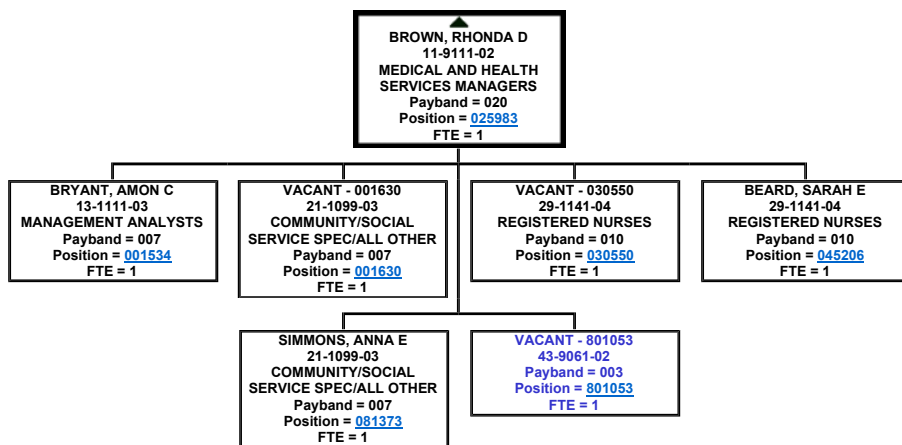 BROWN, RHONDA D
11-9111-02
MEDICAL AND HEALTH
SERVICES MANAGERS
Payband = 020
Position = 025983
FTE = 1
BRYANT, AMON C
13-1111-03
MANAGEMENT ANALYSTS
Payband = 007
Position = 001534
FTE = 1
VACANT - 001630
21-1099-03
COMMUNITY/SOCIAL
SERVICE SPEC/ALL OTHER
Payband = 007
Position = 001630
FTE = 1
VACANT - 030550
29-1141-04
REGISTERED NURSES
Payband = 010
Position = 030550
FTE = 1
BEARD, SARAH E
29-1141-04
REGISTERED NURSES
Payband = 010
Position = 045206
FTE = 1
SIMMONS, ANNA E
21-1099-03
COMMUNITY/SOCIAL
SERVICE SPEC/ALL OTHER
Payband = 007
Position = 081373
FTE = 1
VACANT - 801053
43-9061-02
Payband = 003
Position = 801053
FTE = 1